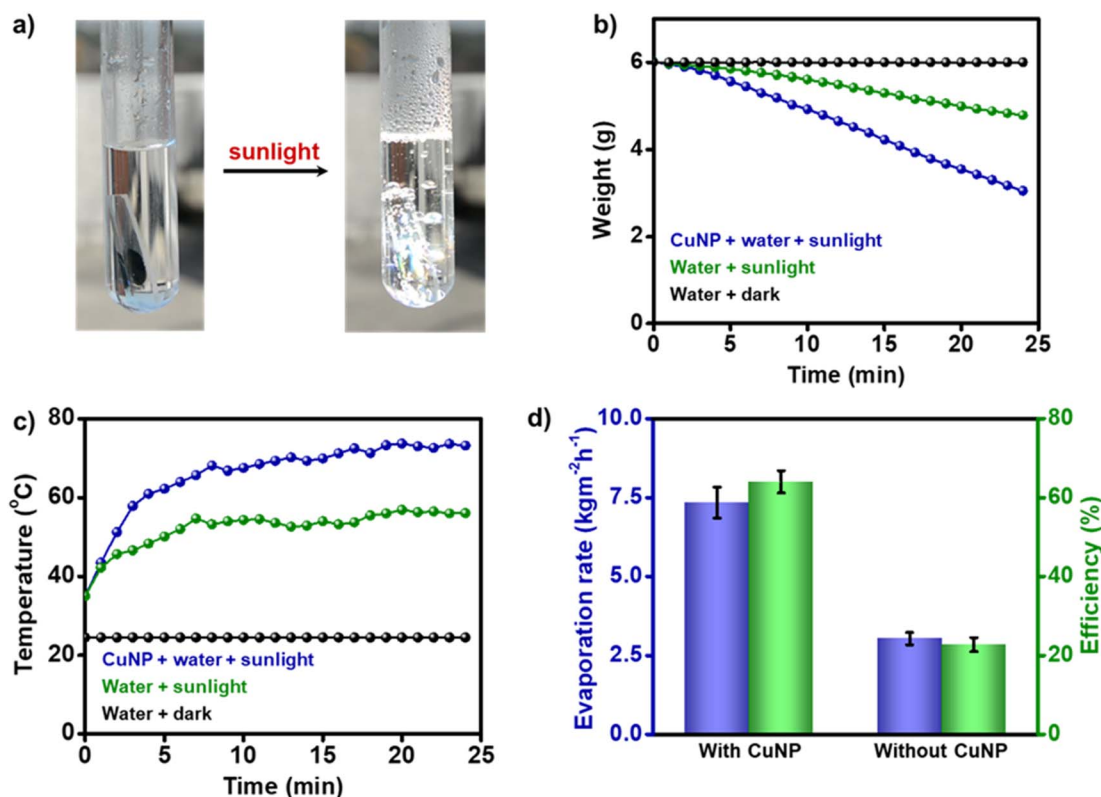 a)
sunlight
b)
Weight (g)
6
4
2
0
CuNP + water + sunlight
Water + sunlight
Water + dark
0 5 10 15 20 25
Time (min)
c)
Temperature (°C)
80
60
40
20
0
CuNP + water + sunlight
Water + sunlight
Water + dark
0 5 10 15 20 25
Time (min)
d)
Evaporation rate (kgm⁻²h⁻¹)
10.0
7.5
5.0
2.5
0.0
80
60
40
20
0
Efficiency (%)
With CuNP Without CuNP